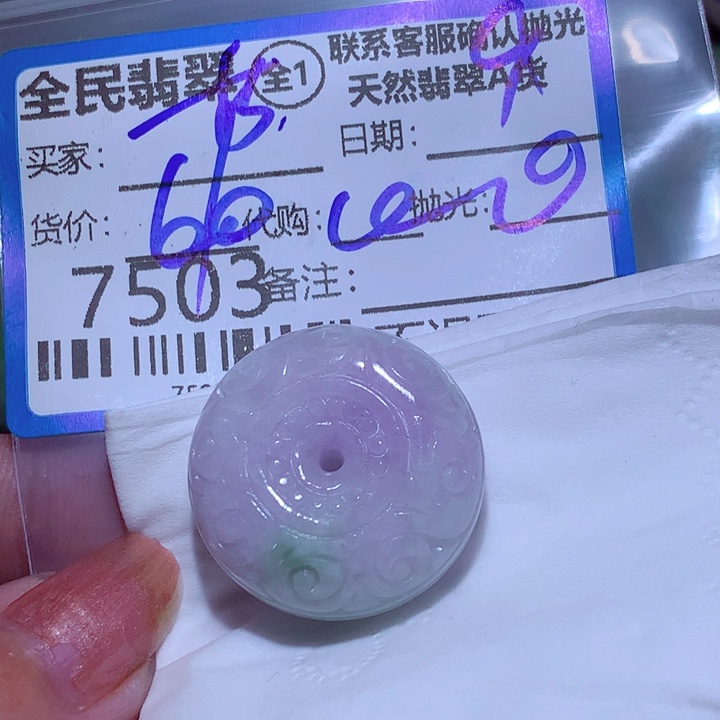 全民翡翠 全1 联系客服确认抛光
天然翡翠A货
买家: 日期:
货价: 66 代购: 抛光:
7503 备注: